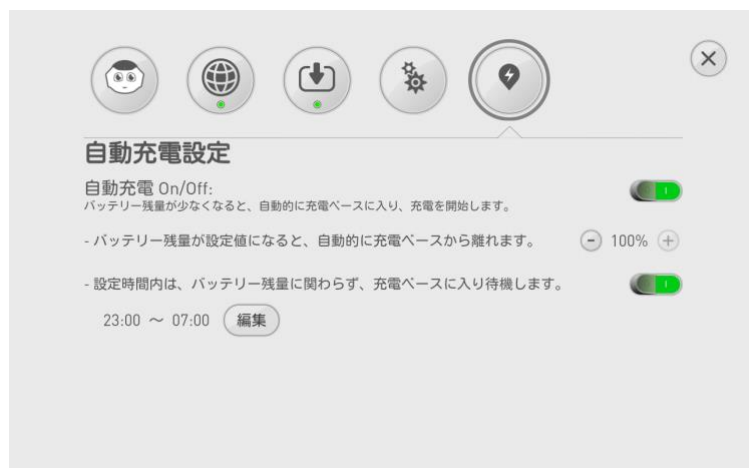 自動充電設定
自動充電 On/Off:
バッテリー残量が少なくなると、自動的に充電ベースに入り、充電を開始します。
- バッテリー残量が設定値になると、自動的に充電ベースから離れます。 - 100% +
- 設定時間内は、バッテリー残量に関わらず、充電ベースに入り待機します。
23:00 ～ 07:00 編集